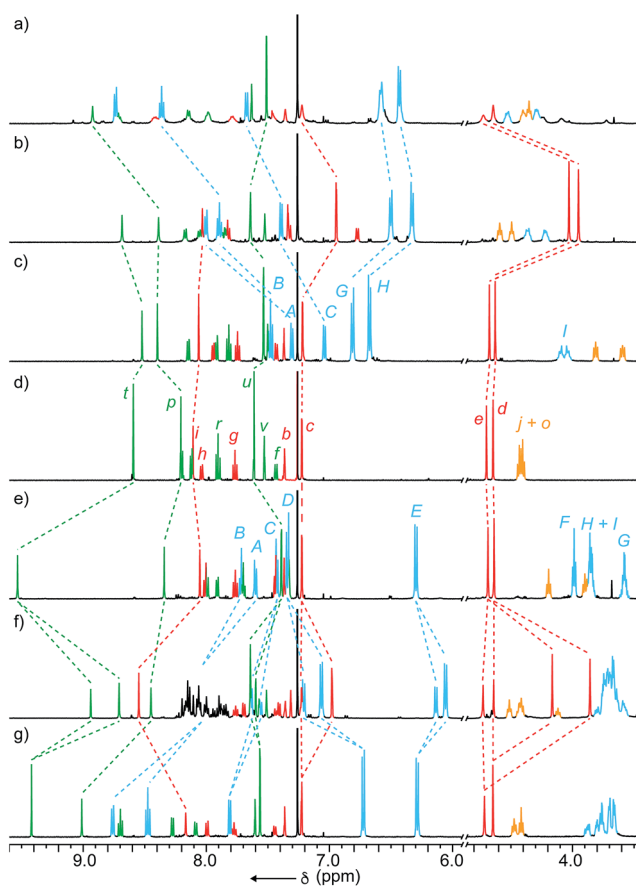 a)
b)
c)
B
A
C
G
H
I
d)
t
p
i
h
r
g
u
v
f
b
c
e
d
j + o
e)
B
A
C
D
E
F
H + I
G
f)
g)
9.0 8.0 7.0 6.0 4.0
δ (ppm)